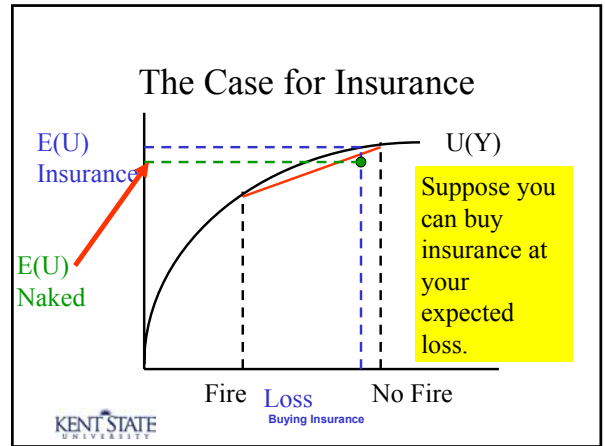 The Case for Insurance
E(U)
Insurance
U(Y)
Suppose you
can buy
insurance at
your
expected
loss.
E(U)
Naked
Fire
Loss
No Fire
Buying Insurance
KENT STATE
UNIVERSITY